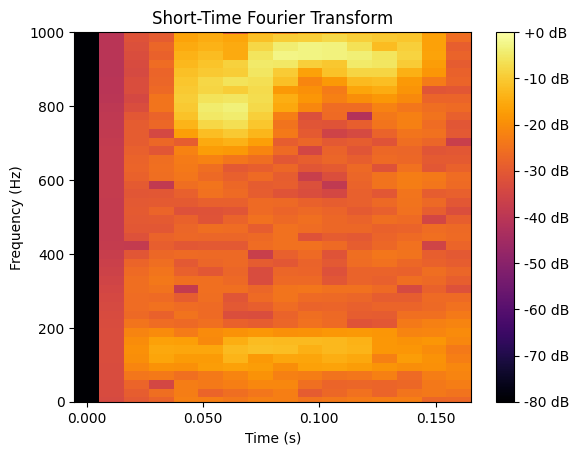 Short-Time Fourier Transform
1000
800
600
400
200
0
Frequency (Hz)
0.000
0.050
0.100
0.150
Time (s)
+0 dB
-10 dB
-20 dB
-30 dB
-40 dB
-50 dB
-60 dB
-70 dB
-80 dB